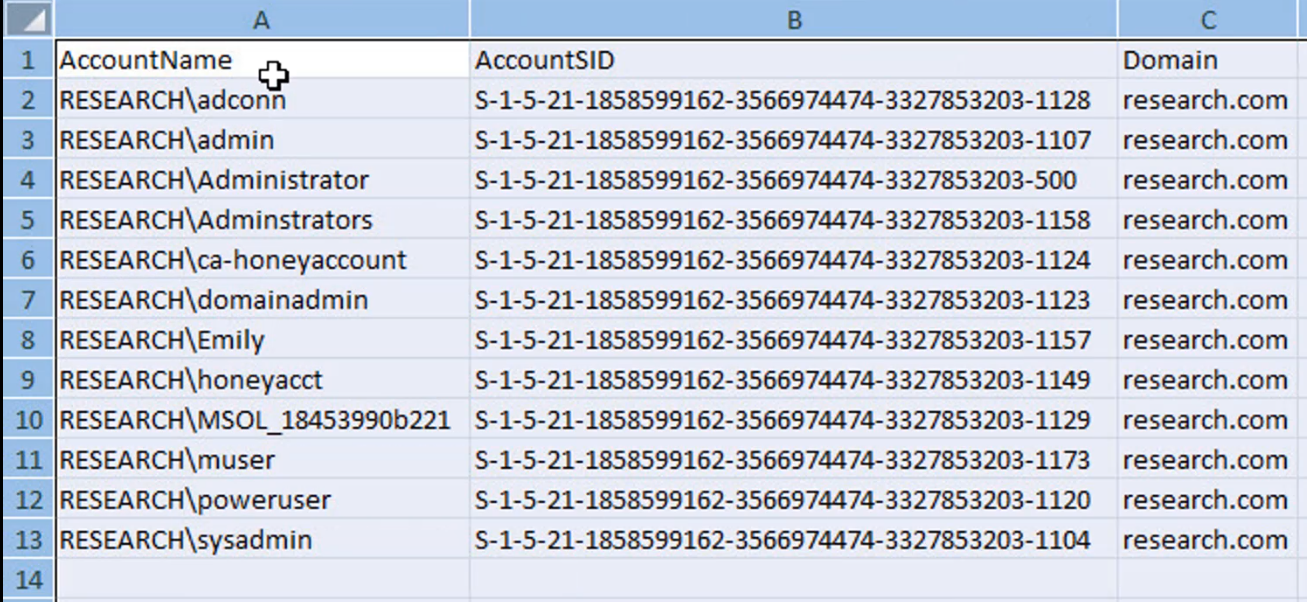 A B C
1 AccountName AccountSID Domain
2 RESEARCH\adconn S-1-5-21-1858599162-3566974474-3327853203-1128 research.com
3 RESEARCH\admin S-1-5-21-1858599162-3566974474-3327853203-1107 research.com
4 RESEARCH\Administrator S-1-5-21-1858599162-3566974474-3327853203-500 research.com
5 RESEARCH\Adminstrators S-1-5-21-1858599162-3566974474-3327853203-1158 research.com
6 RESEARCH\ca-honeyaccount S-1-5-21-1858599162-3566974474-3327853203-1124 research.com
7 RESEARCH\domainadmin S-1-5-21-1858599162-3566974474-3327853203-1123 research.com
8 RESEARCH\Emily S-1-5-21-1858599162-3566974474-3327853203-1157 research.com
9 RESEARCH\honeyacct S-1-5-21-1858599162-3566974474-3327853203-1149 research.com
10 RESEARCH\MSOL_18453990b221 S-1-5-21-1858599162-3566974474-3327853203-1129 research.com
11 RESEARCH\muser S-1-5-21-1858599162-3566974474-3327853203-1173 research.com
12 RESEARCH\poweruser S-1-5-21-1858599162-3566974474-3327853203-1120 research.com
13 RESEARCH\sysadmin S-1-5-21-1858599162-3566974474-3327853203-1104 research.com
14